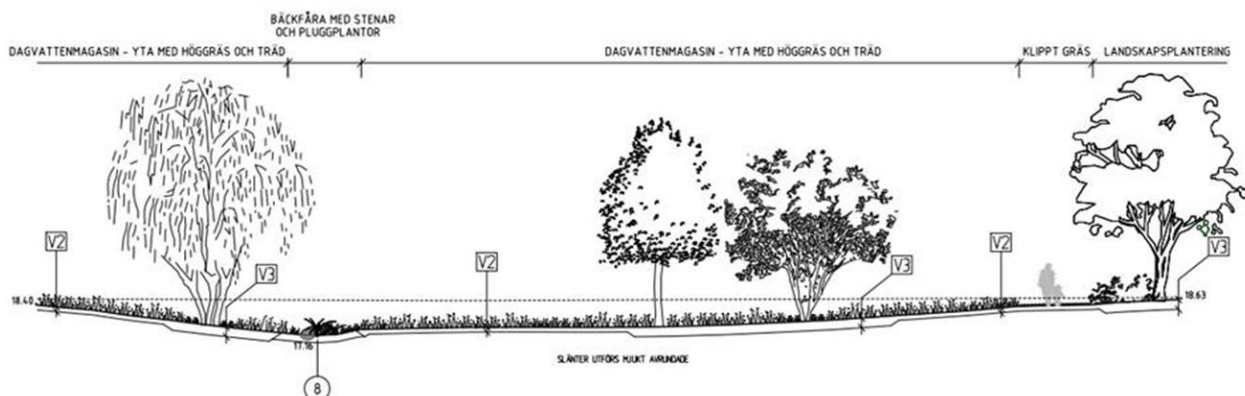 BÄCKFÅRA MED STENAR
OCH PLUGGPLANTOR
DAGVATTENMAGASIN - YTA MED HÖGGRÄS OCH TRÄD
DAGVATTENMAGASIN - YTA MED HÖGGRÄS OCH TRÄD
KLIPPT GRÄS
LANDSKAPSPLANTERING
V2
V3
V2
V3
V2
V3
18.40
18.63
17.16
SLÄNTER UTFÖRS MJUKT AVRUNDADE
8